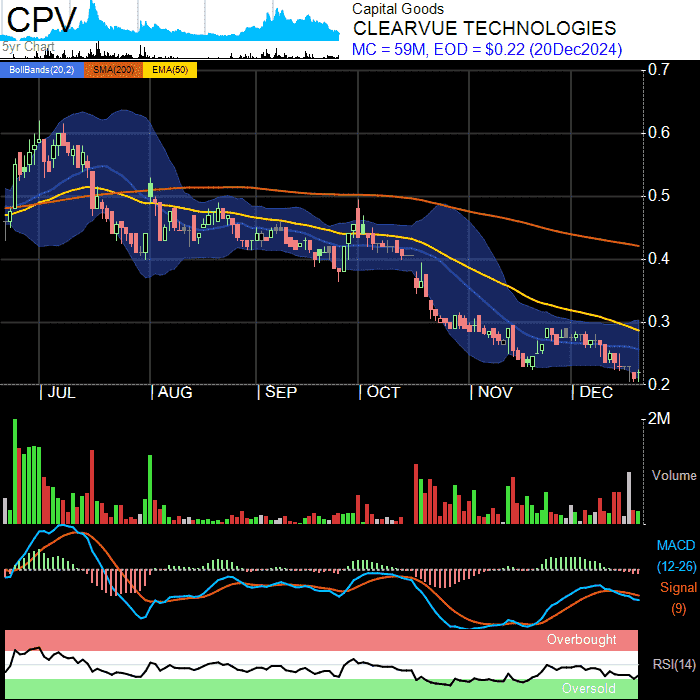 CPV
5yr Chart
Capital Goods
CLEARVUE TECHNOLOGIES
MC = 59M, EOD = $0.22 (20Dec2024)
BollBands(20,2) SMA(200) EMA(50)
0.7
0.6
0.5
0.4
0.3
0.2
JUL AUG SEP OCT NOV DEC
2M
Volume
MACD
(12-26)
Signal
(9)
Overbought
RSI(14)
Oversold